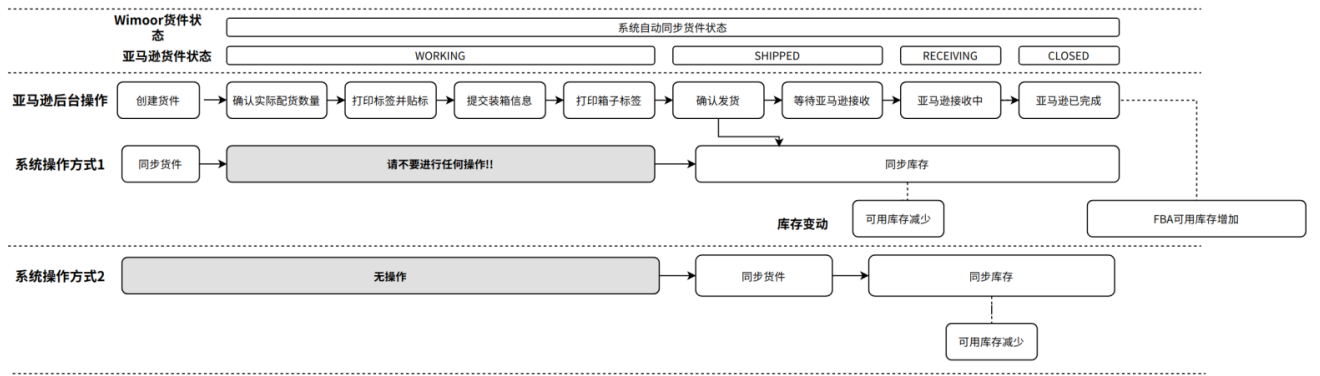 Wimoor货件状
态
系统自动同步货件状态
亚马逊货件状态
WORKING
SHIPPED
RECEIVING
CLOSED
亚马逊后台操作
创建货件
确认实际配货数量
打印标签并贴标
提交装箱信息
打印箱子标签
确认发货
等待亚马逊接收
亚马逊接收中
亚马逊已完成
系统操作方式1
同步货件
请不要进行任何操作!!
同步库存
库存变动
可用库存减少
FBA可用库存增加
系统操作方式2
无操作
同步货件
同步库存
可用库存减少